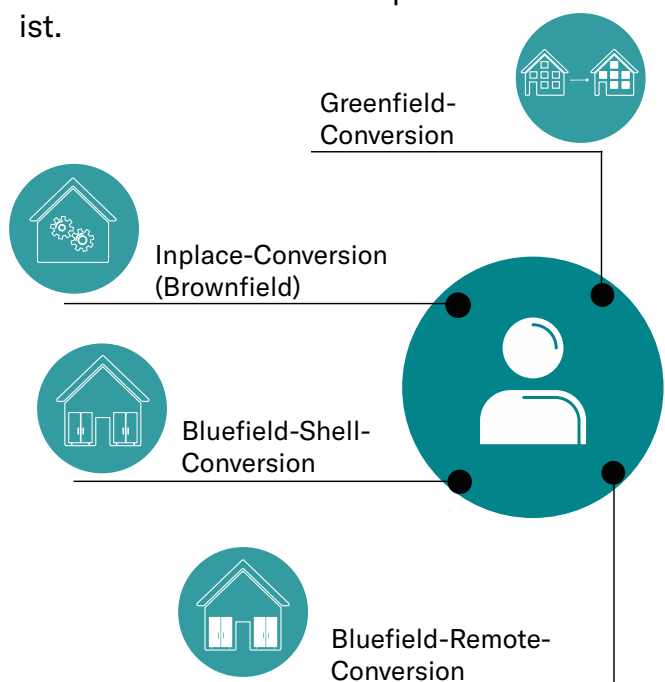 ist.
Greenfield-
Conversion
Inplace-Conversion
(Brownfield)
Bluefield-Shell-
Conversion
Bluefield-Remote-
Conversion